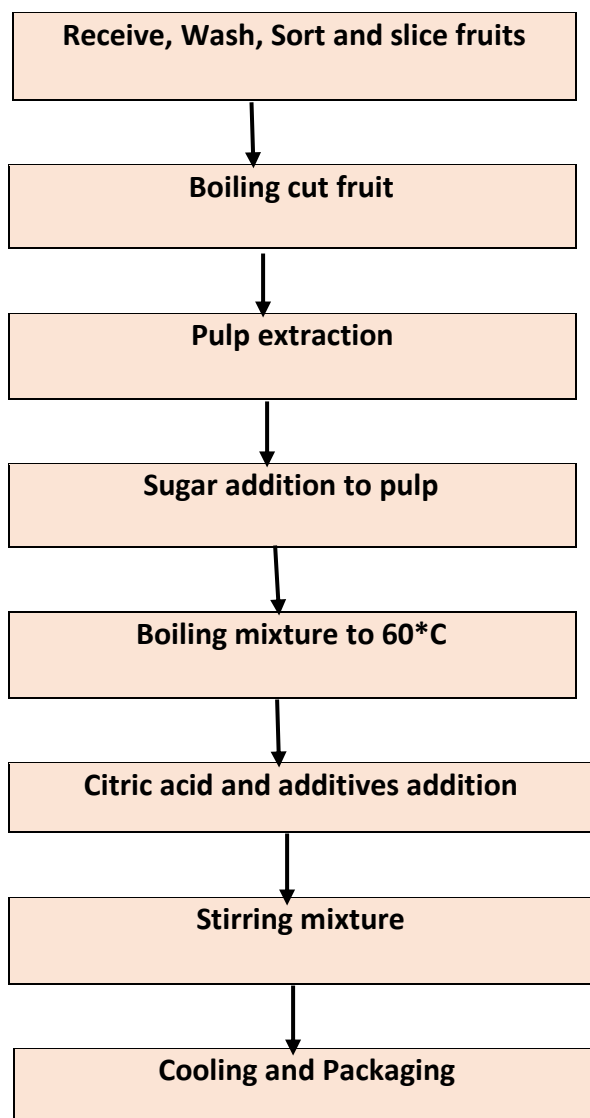 Receive, Wash, Sort and slice fruits
Boiling cut fruit
Pulp extraction
Sugar addition to pulp
Boiling mixture to 60*C
Citric acid and additives addition
Stirring mixture
Cooling and Packaging